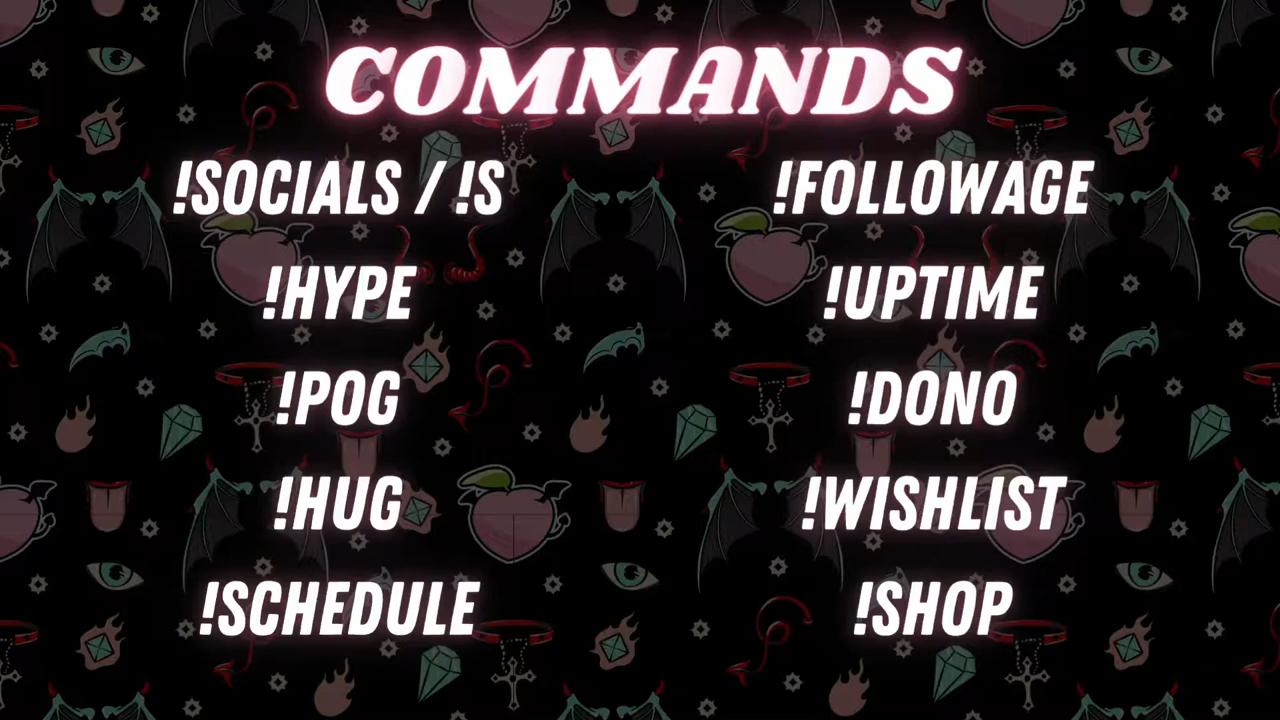 COMMANDS
!SOCIALS / !S
!HYPE
!POG
!HUG
!SCHEDULE
!FOLLOWAGE
!UPTIME
!DONO
!WISHLIST
!SHOP